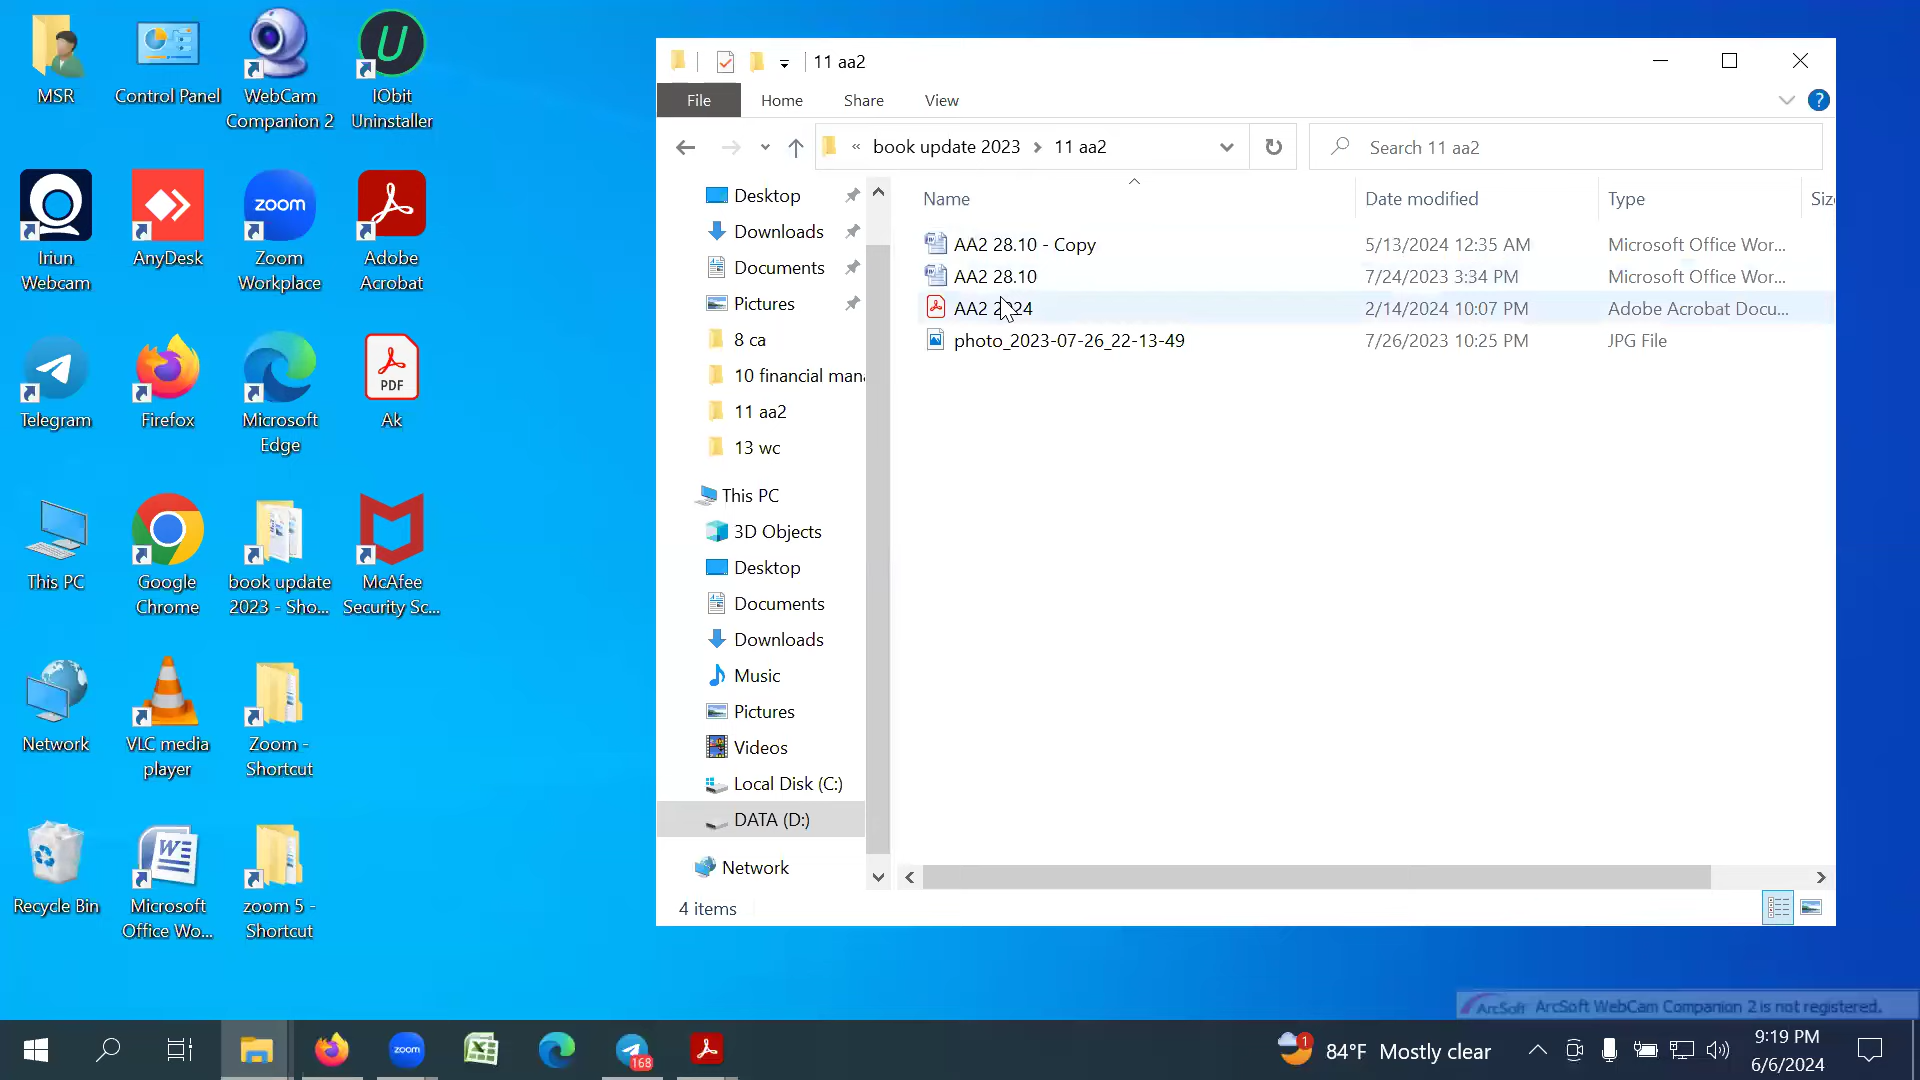 MSR
Control Panel
WebCam
Companion 2
IObit
Uninstaller
Iriun
Webcam
AnyDesk
zoom
Zoom
Workplace
Adobe
Acrobat
Telegram
Firefox
Microsoft
Edge
PDF
Ak
This PC
Google
Chrome
book update
2023 - Sho...
McAfee
Security Sc...
Network
VLC media
player
Zoom -
Shortcut
Recycle Bin
Microsoft
Office Wo...
zoom 5 -
Shortcut
11 aa2
File
Home
Share
View
?
« book update 2023 › 11 aa2
Search 11 aa2
Desktop
Downloads
Documents
Pictures
8 ca
10 financial mana
11 aa2
13 wc
This PC
3D Objects
Desktop
Documents
Downloads
Music
Pictures
Videos
Local Disk (C:)
DATA (D:)
Network
Name Date modified Type Siz
AA2 28.10 - Copy 5/13/2024 12:35 AM Microsoft Office Wor...
AA2 28.10 7/24/2023 3:34 PM Microsoft Office Wor...
AA2 2024 2/14/2024 10:07 PM Adobe Acrobat Docu...
photo_2023-07-26_22-13-49 7/26/2023 10:25 PM JPG File
4 items
ArcSoft ArcSoft WebCam Companion 2 is not registered.
zoom
168
1
84°F Mostly clear
9:19 PM
6/6/2024